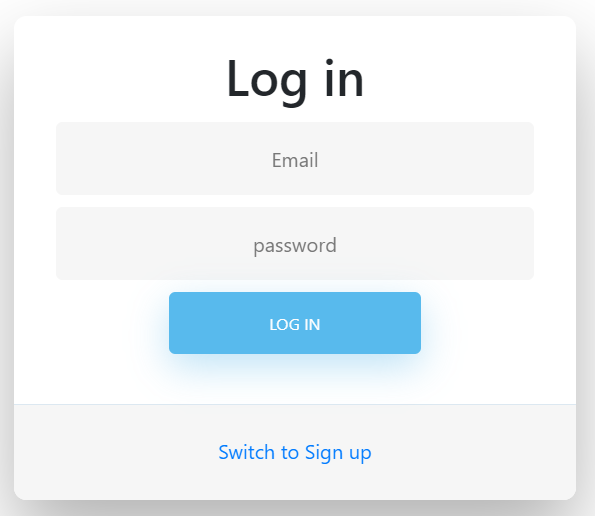 Log in
Email
password
LOG IN
Switch to Sign up